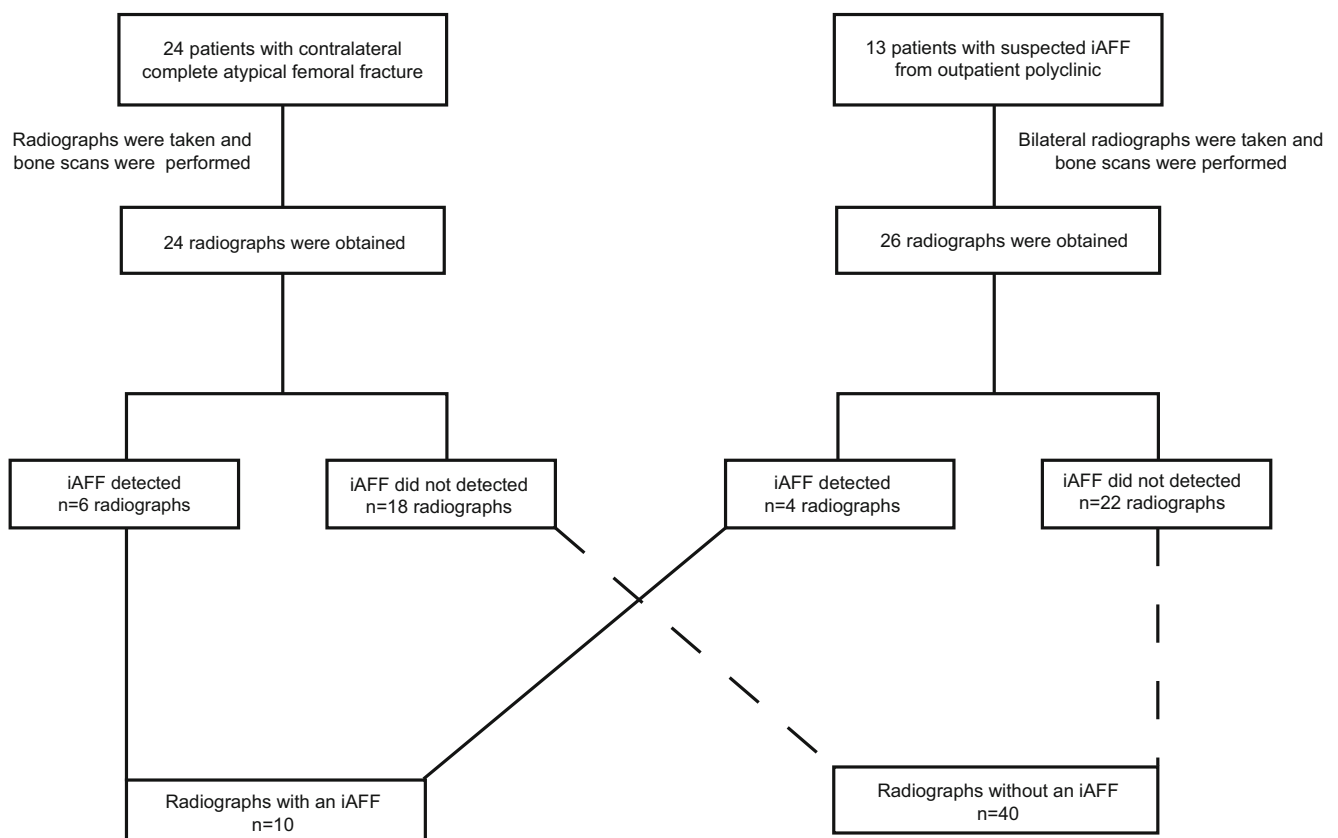 24 patients with contralateral
complete atypical femoral fracture
13 patients with suspected iAFF
from outpatient polyclinic
Radiographs were taken and
bone scans were performed
Bilateral radiographs were taken and
bone scans were performed
24 radiographs were obtained
26 radiographs were obtained
iAFF detected
n=6 radiographs
iAFF did not detected
n=18 radiographs
iAFF detected
n=4 radiographs
iAFF did not detected
n=22 radiographs
Radiographs with an iAFF
n=10
Radiographs without an iAFF
n=40